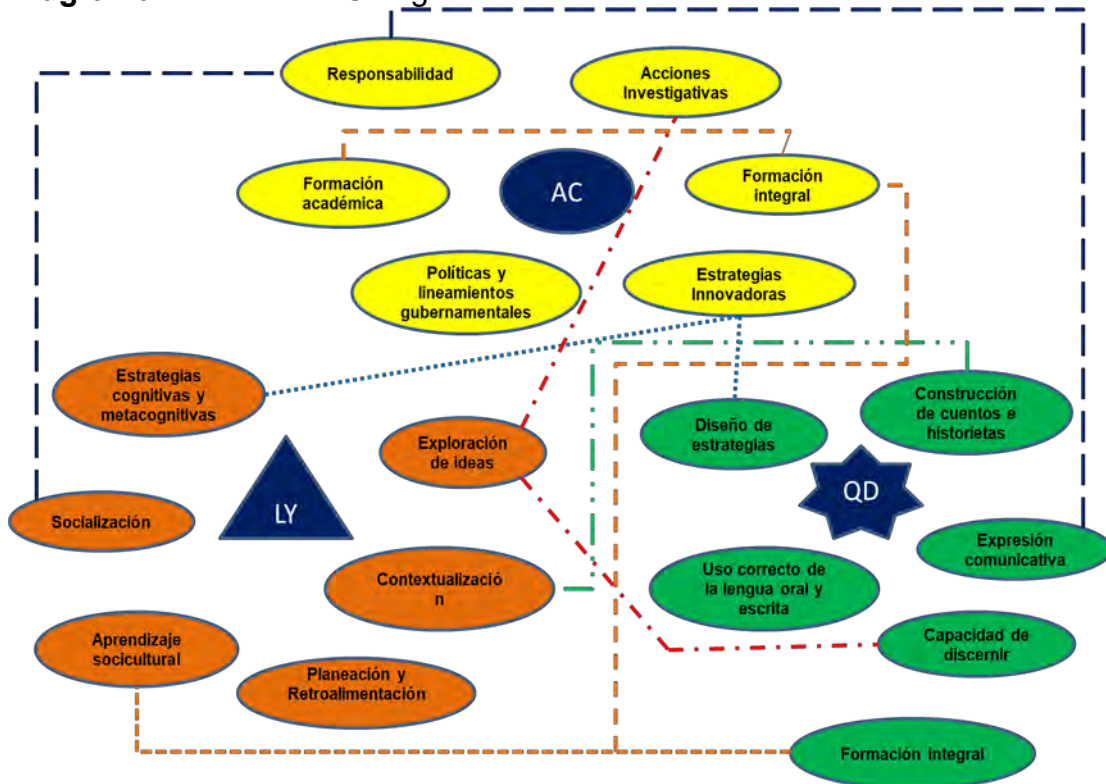 Responsabilidad
Acciones
Investigativas
Formación
académica
AC
Formación
integral
Políticas y
lineamientos
gubernamentales
Estrategias
Innovadoras
Estrategias
cognitivas y
metacognitivas
Exploración
de ideas
Diseño de
estrategias
Construcción
de cuentos e
historietas
LY
QD
Socialización
Expresión
comunicativa
Contextualizació
n
Uso correcto de
la lengua oral y
escrita
Aprendizaje
socicultural
Capacidad de
discernir
Planeación y
Retroalimentación
Formación integral